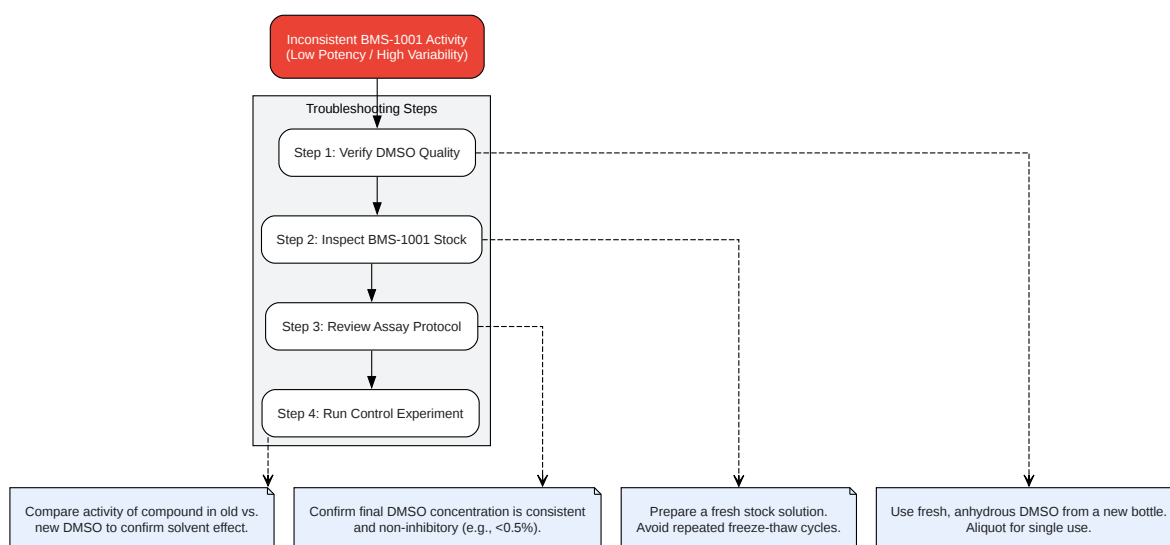 Inconsistent BMS-1001 Activity
(Low Potency / High Variability)
Troubleshooting Steps
Step 1: Verify DMSO Quality
Step 2: Inspect BMS-1001 Stock
Step 3: Review Assay Protocol
Step 4: Run Control Experiment
Compare activity of compound in old vs.
new DMSO to confirm solvent effect.
Confirm final DMSO concentration is consistent
and non-inhibitory (e.g., <0.5%).
Prepare a fresh stock solution.
Avoid repeated freeze-thaw cycles.
Use fresh, anhydrous DMSO from a new bottle.
Aliquot for single use.